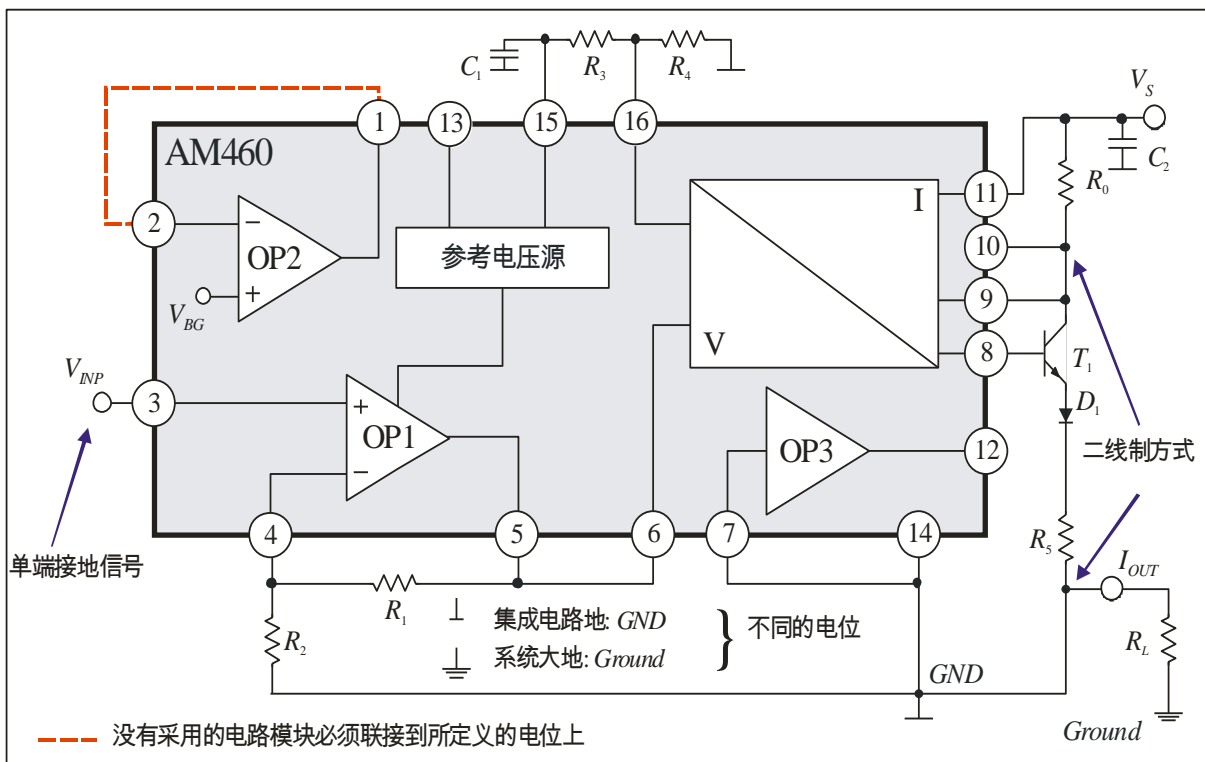 C1
R3
R4
VS
1
13
15
16
AM460
C2
R0
11
I
2
OP2
参考电压源
10
VBG
9
V
8
T1
VINP
D1
3
OP1
OP3
12
二线制方式
单端接地信号
4
5
6
7
14
R5
IOUT
R1
集成电路地: GND
不同的电位
R2
系统大地: Ground
RL
GND
Ground
没有采用的电路模块必须联接到所定义的电位上